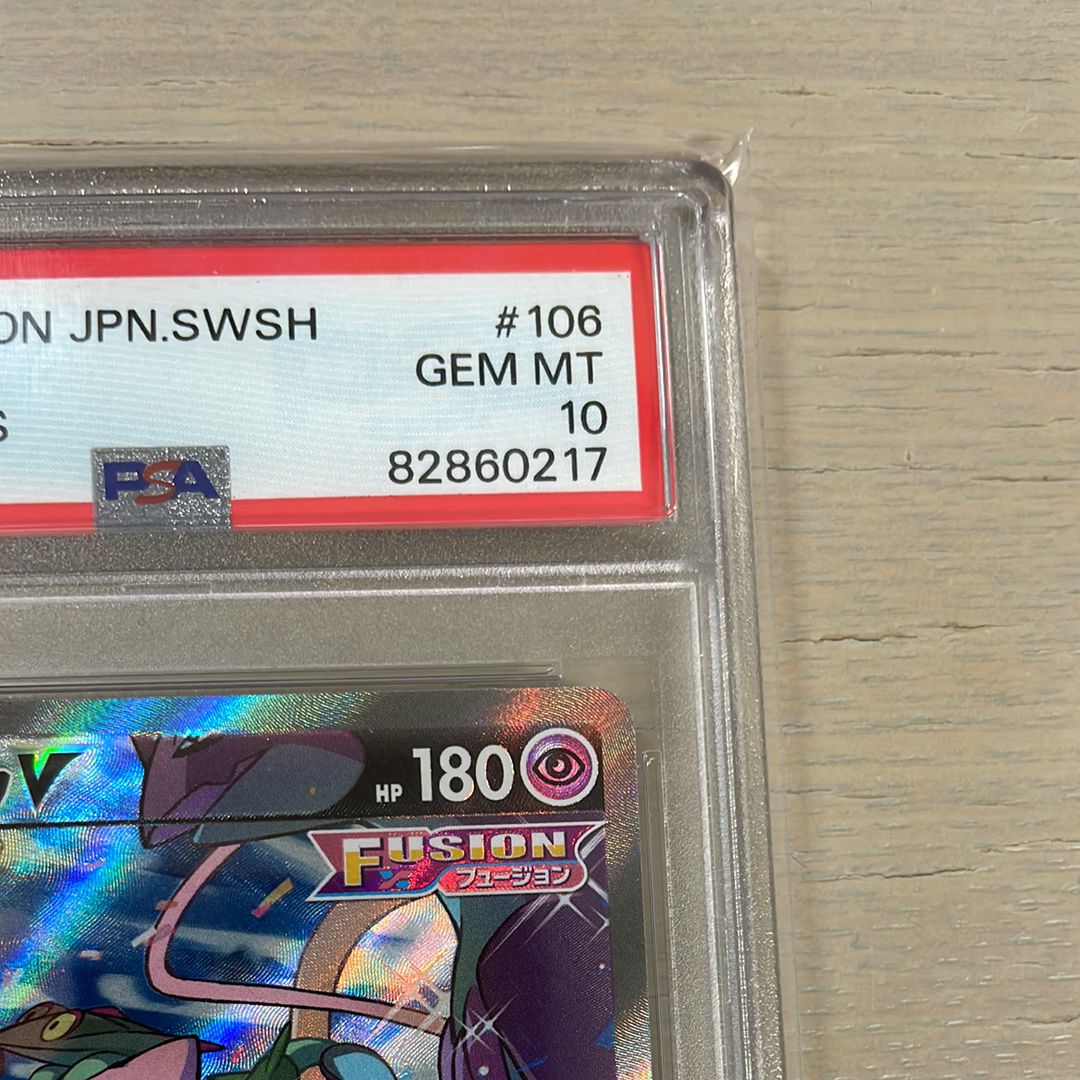 ON JPN.SWSH #106
GEM MT
S 10
PSA 82860217
V HP 180
FUSION
フュージョン